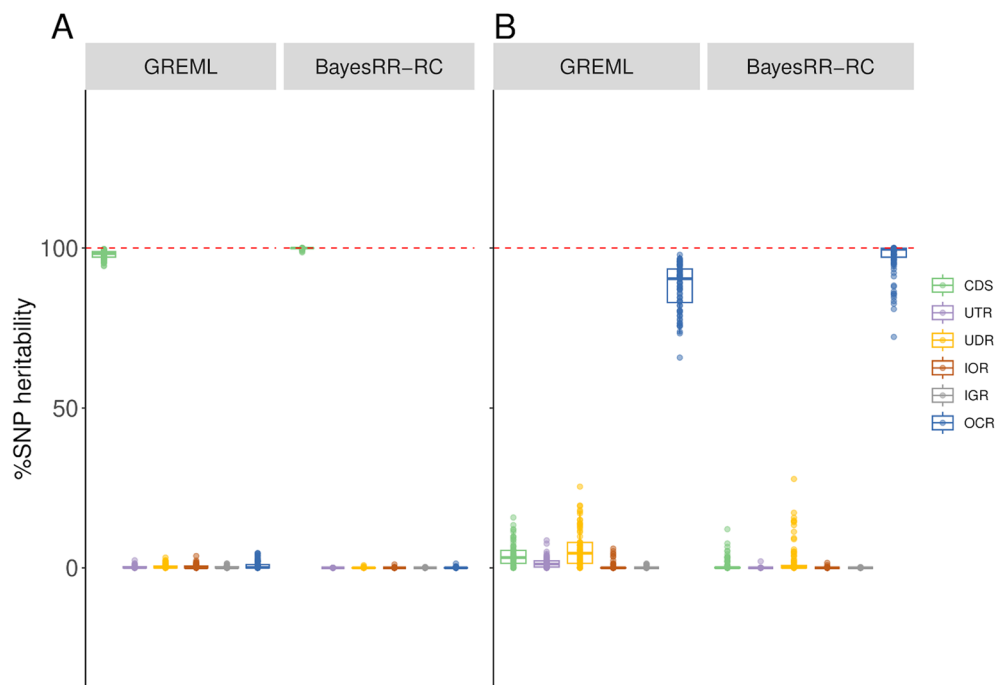 A
B
GREML
BayesRR−RC
GREML
BayesRR−RC
%SNP heritability
100
50
0
CDS
UTR
UDR
IOR
IGR
OCR